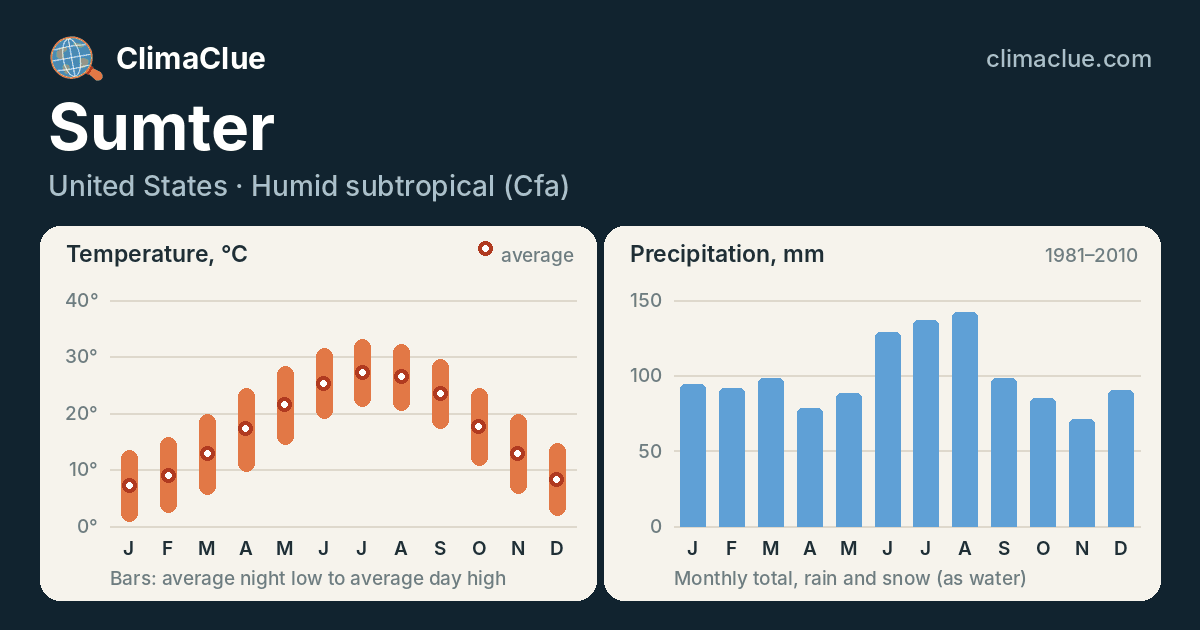 ClimaClue
climaclue.com
Sumter
United States · Humid subtropical (Cfa)
Temperature, °C
average
40°
30°
20°
10°
0°
J F M A M J J A S O N D
Bars: average night low to average day high
Precipitation, mm
1981–2010
150
100
50
0
J F M A M J J A S O N D
Monthly total, rain and snow (as water)